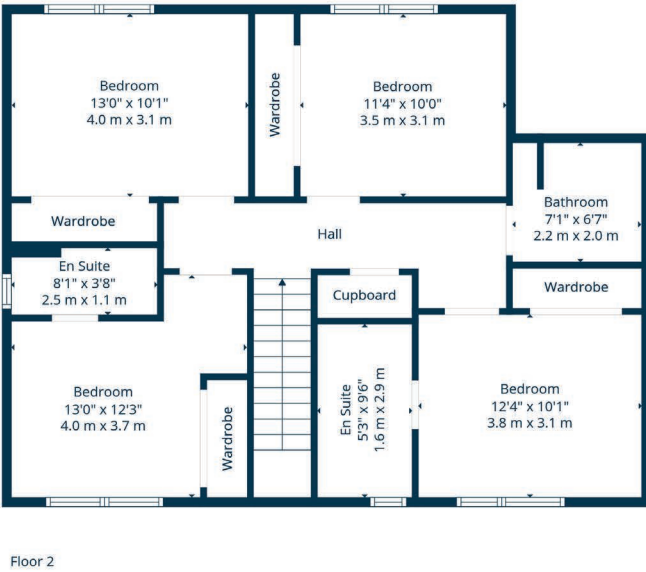 Bedroom
13'0" x 10'1"
4.0 m x 3.1 m
Wardrobe
Bedroom
11'4" x 10'0"
3.5 m x 3.1 m
Wardrobe
Hall
Bathroom
7'1" x 6'7"
2.2 m x 2.0 m
En Suite
8'1" x 3'8"
2.5 m x 1.1 m
Cupboard
Wardrobe
Bedroom
13'0" x 12'3"
4.0 m x 3.7 m
Wardrobe
En Suite
5'3" x 9'6"
1.6 m x 2.9 m
Bedroom
12'4" x 10'1"
3.8 m x 3.1 m
Floor 2